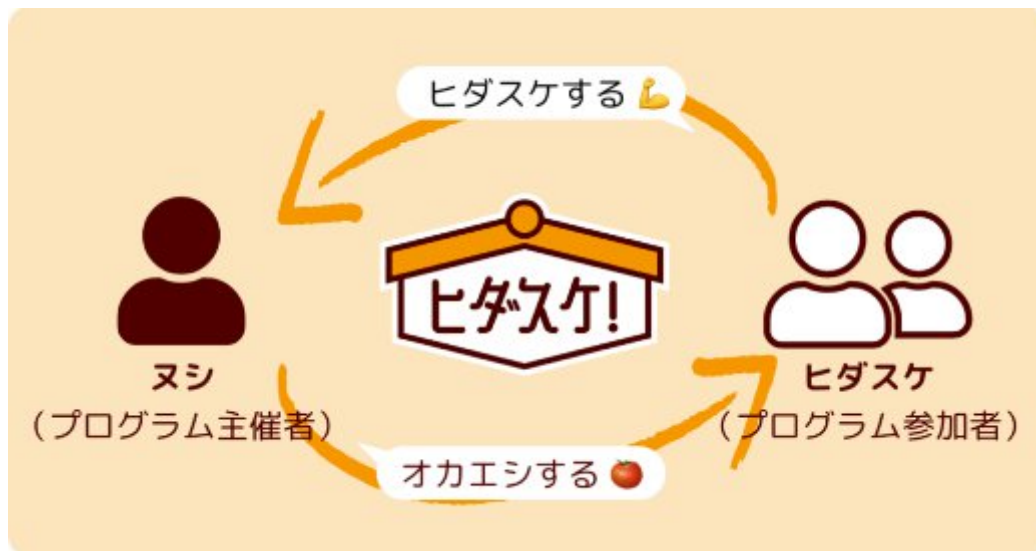 ヒダスケする 💪
ヒダスケ!
ヌシ
（プログラム主催者）
ヒダスケ
（プログラム参加者）
オカエシする 🍅